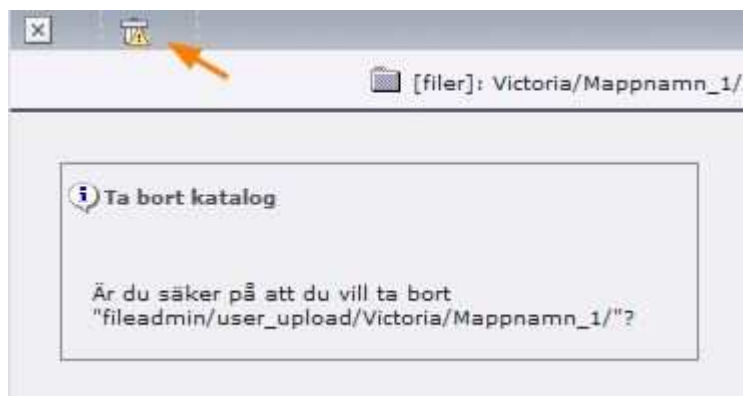 [filer]: Victoria/Mappnamn_1/
Ta bort katalog
Är du säker på att du vill ta bort
"fileadmin/user_upload/Victoria/Mappnamn_1/"?